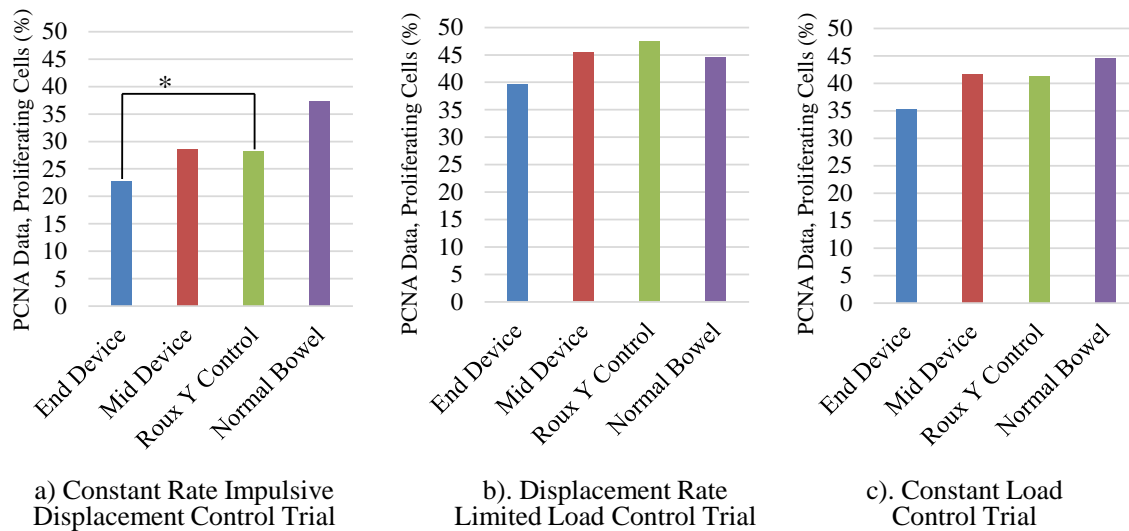 PCNA Data, Proliferating Cells (%)
50
45
40
35
30
25
20
15
10
5
0
*
End Device
Mid Device
Roux Y Control
Normal Bowel
a) Constant Rate Impulsive
Displacement Control Trial
PCNA Data, Proliferating Cells (%)
50
45
40
35
30
25
20
15
10
5
0
End Device
Mid Device
Roux Y Control
Normal Bowel
b). Displacement Rate
Limited Load Control Trial
PCNA Data, Proliferating Cells (%)
50
45
40
35
30
25
20
15
10
5
0
End Device
Mid Device
Roux Y Control
Normal Bowel
c). Constant Load
Control Trial